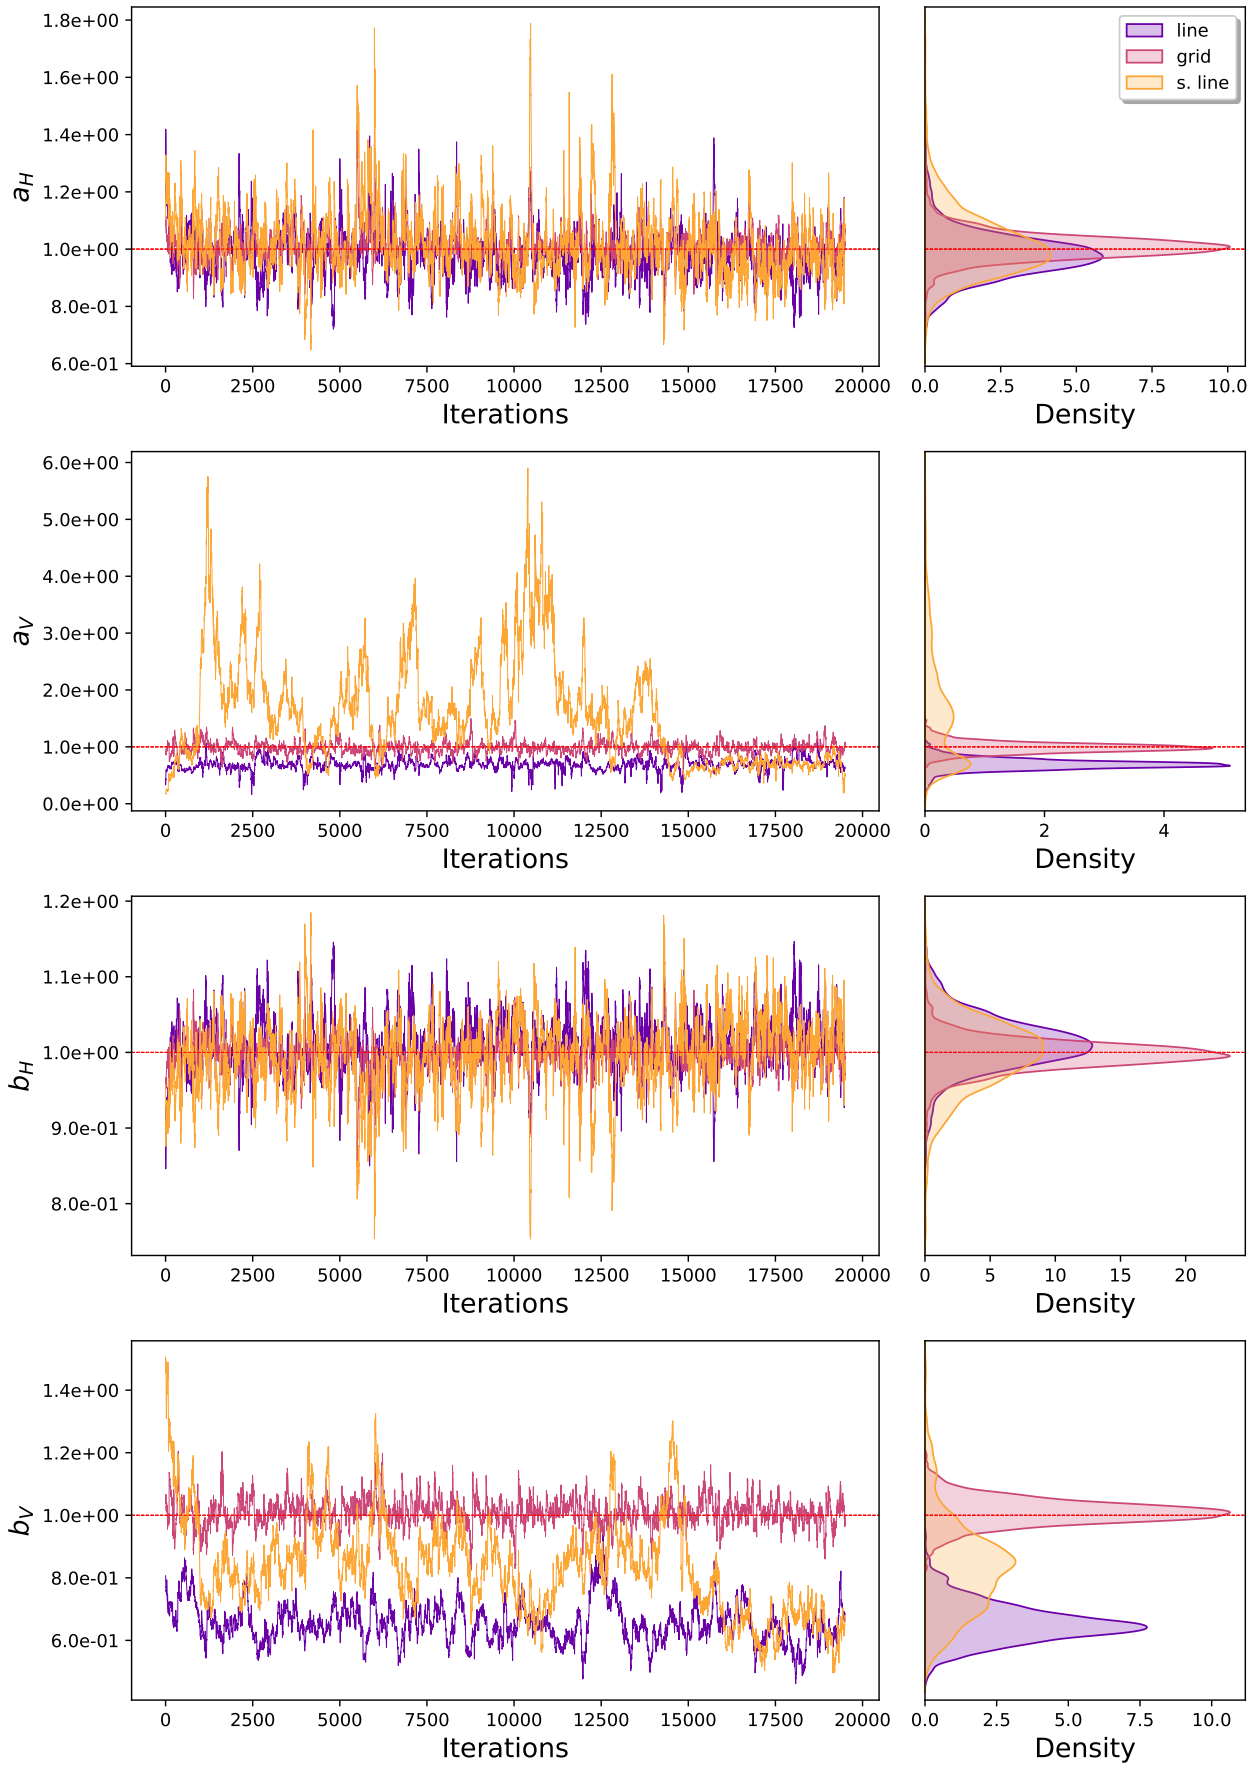 1.8e+00
1.6e+00
1.4e+00
1.2e+00
1.0e+00
8.0e-01
6.0e-01
a_H
0 2500 5000 7500 10000 12500 15000 17500 20000
Iterations
line
grid
s. line
0.0 2.5 5.0 7.5 10.0
Density
6.0e+00
5.0e+00
4.0e+00
3.0e+00
2.0e+00
1.0e+00
0.0e+00
a_V
0 2500 5000 7500 10000 12500 15000 17500 20000
Iterations
0 2 4
Density
1.2e+00
1.1e+00
1.0e+00
9.0e-01
8.0e-01
b_H
0 2500 5000 7500 10000 12500 15000 17500 20000
Iterations
0 5 10 15 20
Density
1.4e+00
1.2e+00
1.0e+00
8.0e-01
6.0e-01
b_V
0 2500 5000 7500 10000 12500 15000 17500 20000
Iterations
0.0 2.5 5.0 7.5 10.0
Density